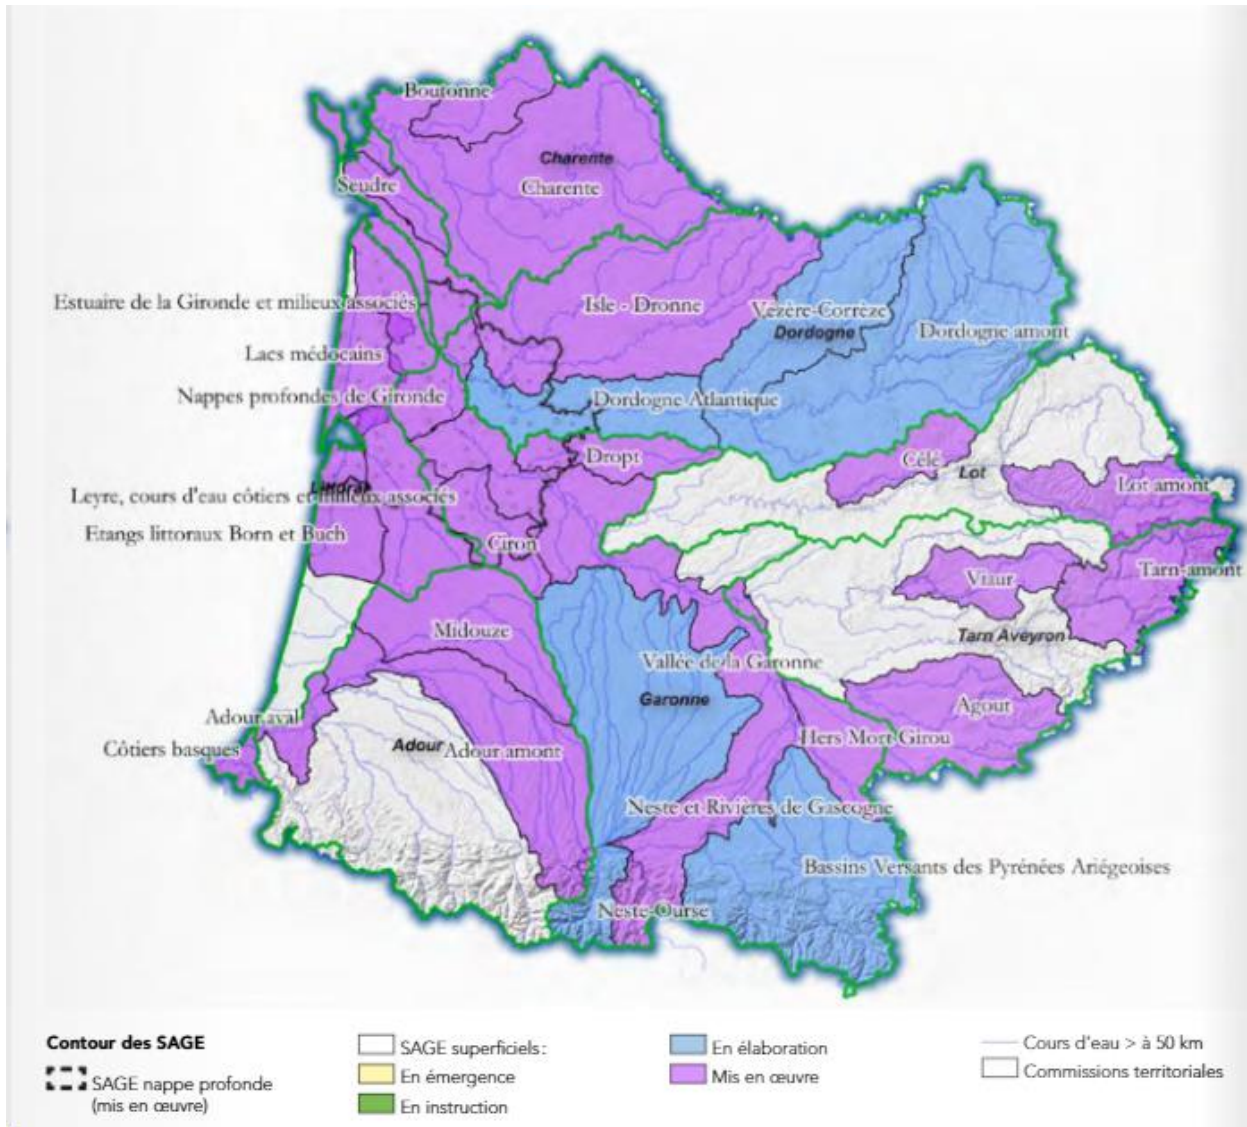 Boutonne
Charente
Charente
Seudre
Estuaire de la Gironde et milieux associés
Isle - Dronne
Vézère-Corrèze
Dordogne
Dordogne amont
Lacs médocains
Nappes profondes de Gironde
Dordogne Atlantique
Dropt
Célé
Lot
Lot amont
Littoral
Leyre, cours d'eau côtiers et milieux associés
Etangs littoraux Born et Buch
Ciron
Viaur
Tarn-amont
Midouze
Tarn Aveyron
Vallée de la Garonne
Garonne
Agout
Adour aval
Hers Mort Girou
Côtiers basques
Adour
Adour amont
Neste et Rivières de Gascogne
Bassins Versants des Pyrénées Ariégeoises
Neste-Ourse
Contour des SAGE
SAGE nappe profonde
(mis en œuvre)
SAGE superficiels :
En émergence
En instruction
En élaboration
Mis en œuvre
Cours d'eau > à 50 km
Commissions territoriales